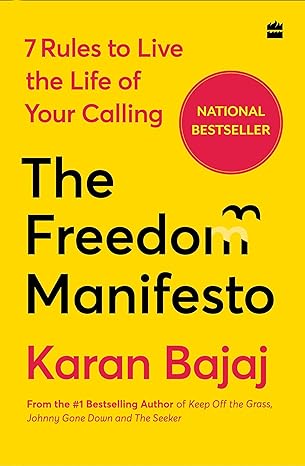 7 Rules to Live
the Life of
Your Calling
NATIONAL
BESTSELLER
The
Freedom
Manifesto
Karan Bajaj
From the #1 Bestselling Author of Keep Off the Grass,
Johnny Gone Down and The Seeker